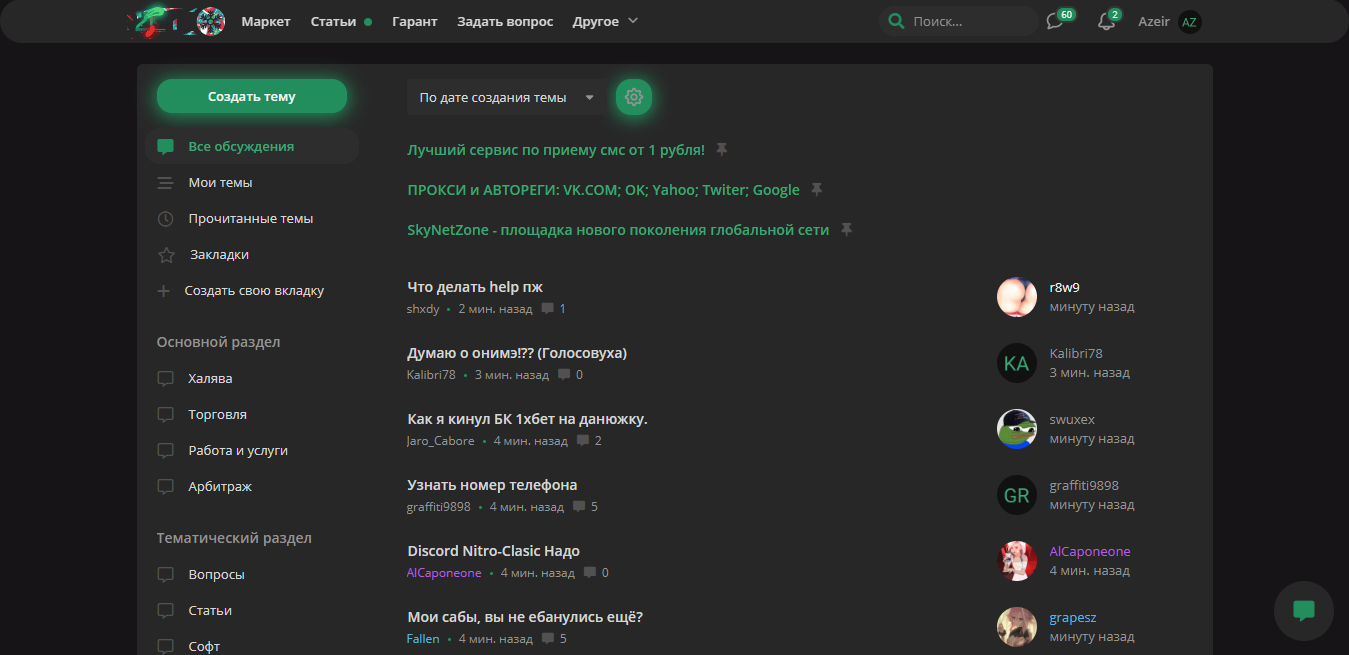 Маркет Статьи Гарант Задать вопрос Другое Поиск... 60 2 Azeir AZ
Создать тему
Все обсуждения
Мои темы
Прочитанные темы
Закладки
Создать свою вкладку
Основной раздел
Халява
Торговля
Работа и услуги
Арбитраж
Тематический раздел
Вопросы
Статьи
Софт
По дате создания темы
Лучший сервис по приему смс от 1 рубля!
ПРОКСИ и АВТОРЕГИ: VK.COM; OK; Yahoo; Twiter; Google
SkyNetZone - площадка нового поколения глобальной сети
Что делать help пж
shxdy • 2 мин. назад 1
r8w9
минуту назад
Думаю о онимэ!?? (Голосовуха)
Kalibri78 • 3 мин. назад 0
KA
Kalibri78
3 мин. назад
Как я кинул БК 1хбет на данюжку.
Jaro_Cabore • 4 мин. назад 2
swuxex
минуту назад
Узнать номер телефона
graffiti9898 • 4 мин. назад 5
GR
graffiti9898
минуту назад
Discord Nitro-Clasic Надо
AlCaponeone • 4 мин. назад 0
AlCaponeone
4 мин. назад
Мои сабы, вы не ебанулись ещё?
Fallen • 4 мин. назад 5
grapesz
минуту назад